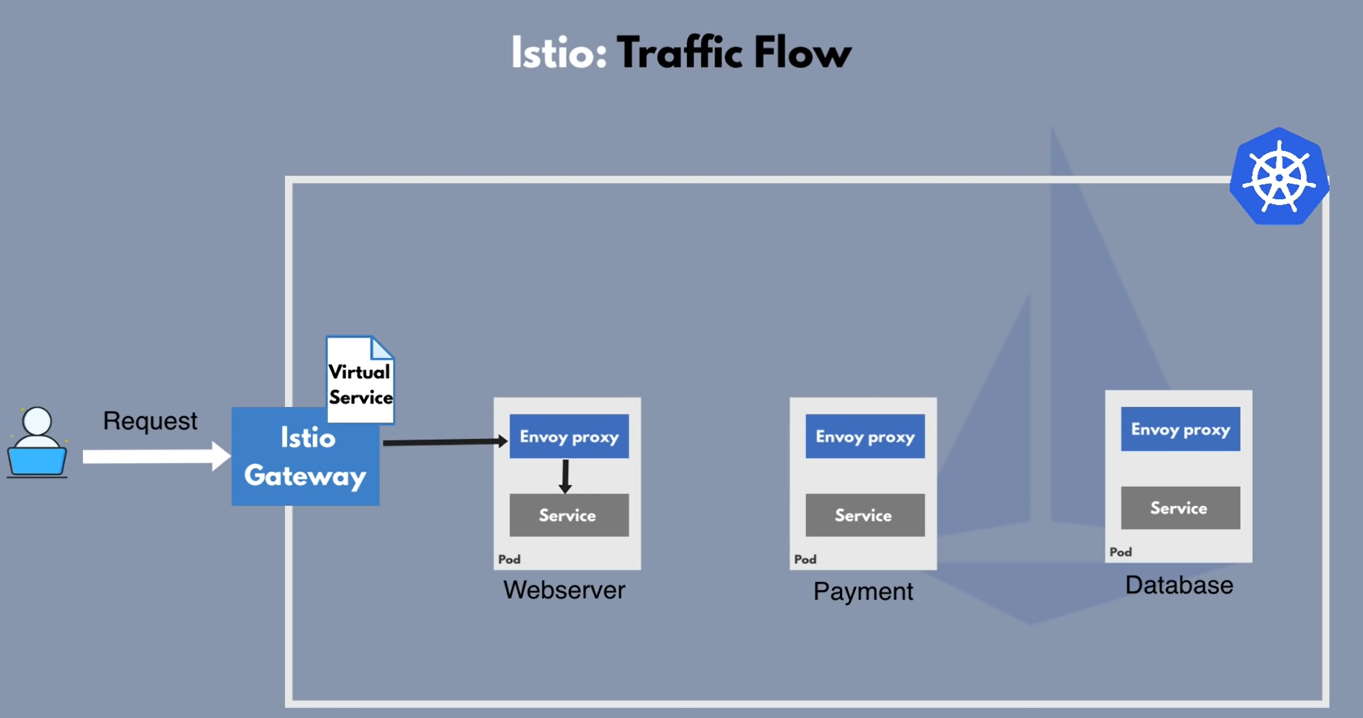 Istio: Traffic Flow
Virtual
Service
Request
Istio
Gateway
Envoy proxy
Service
Pod
Webserver
Envoy proxy
Service
Pod
Payment
Envoy proxy
Service
Pod
Database